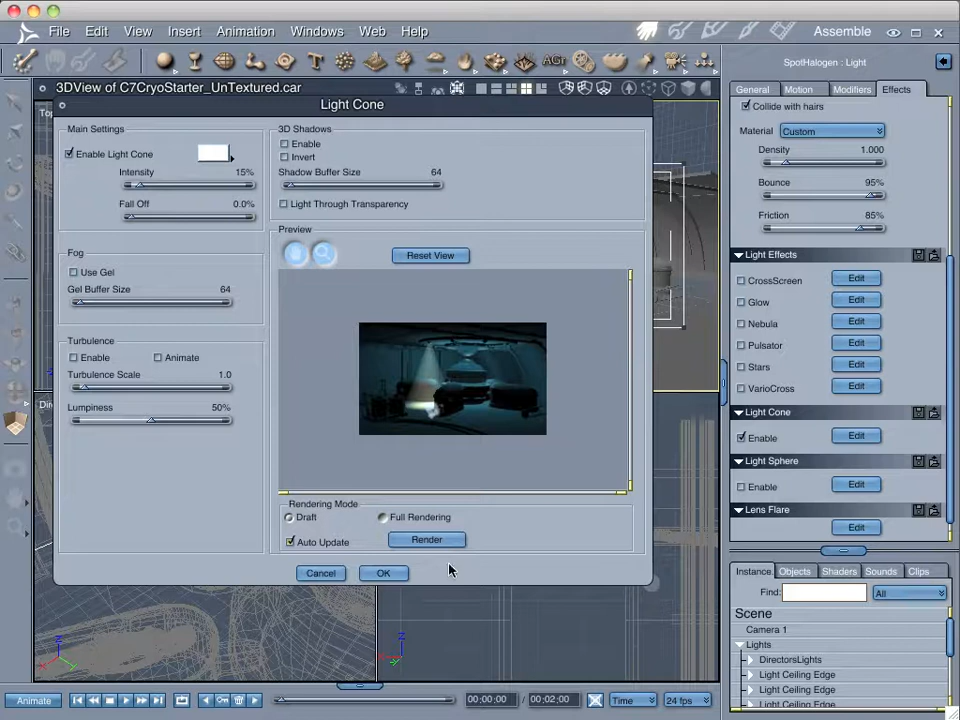 File Edit View Insert Animation Windows Web Help
Assemble
3DView of C7CryoStarter_UnTextured.car
SpotHalogen : Light
General Motion Modifiers Effects
Light Cone
Main Settings
Enable Light Cone
Intensity 15%
Fall Off 0.0%
Fog
Use Gel
Gel Buffer Size 64
Turbulence
Enable Animate
Turbulence Scale 1.0
Lumpiness 50%
3D Shadows
Enable
Invert
Shadow Buffer Size 64
Light Through Transparency
Preview
Reset View
Rendering Mode
Draft Full Rendering
Auto Update Render
Cancel OK
Collide with hairs
Material Custom
Density 1.000
Bounce 95%
Friction 85%
Light Effects
CrossScreen Edit
Glow Edit
Nebula Edit
Pulsator Edit
Stars Edit
VarioCross Edit
Light Cone
Enable Edit
Light Sphere
Enable Edit
Lens Flare
Edit
Instance Objects Shaders Sounds Clips
Find: All
Scene
Camera 1
Lights
DirectorsLights
Light Ceiling Edge
Light Ceiling Edge
Light Ceiling Edge
Z
Z
Animate 00:00:00 00:02:00 Time 24 fps